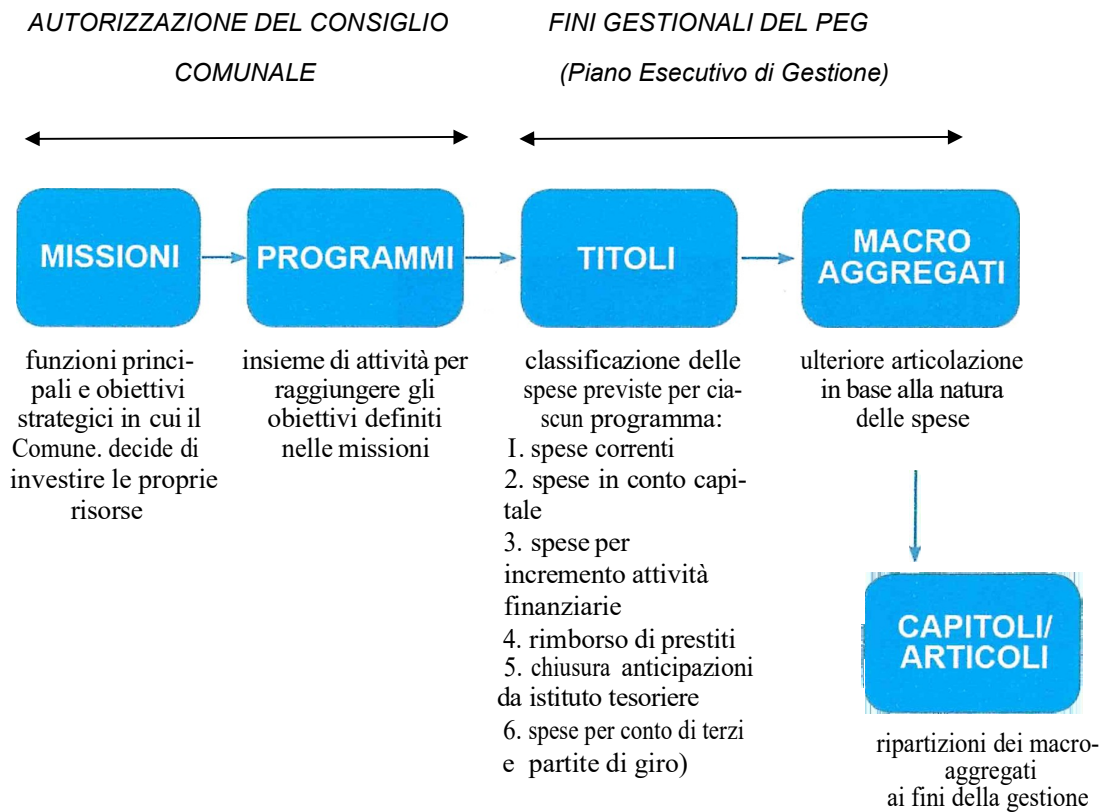 AUTORIZZAZIONE DEL CONSIGLIO
COMUNALE
FINI GESTIONALI DEL PEG
(Piano Esecutivo di Gestione)
MISSIONI
funzioni princi-
pali e obiettivi
strategici in cui il
Comune. decide di
investire le proprie
risorse
PROGRAMMI
insieme di attività per
raggiungere gli
obiettivi definiti
nelle missioni
TITOLI
classificazione delle
spese previste per cia-
scun programma:
1. spese correnti
2. spese in conto capi-
tale
3. spese per
incremento attività
finanziarie
4. rimborso di prestiti
5. chiusura anticipazioni
da istituto tesoriere
6. spese per conto di terzi
e partite di giro)
MACRO
AGGREGATI
ulteriore articolazione
in base alla natura
delle spese
CAPITOLI/
ARTICOLI
ripartizioni dei macro-
aggregati
ai fini della gestione